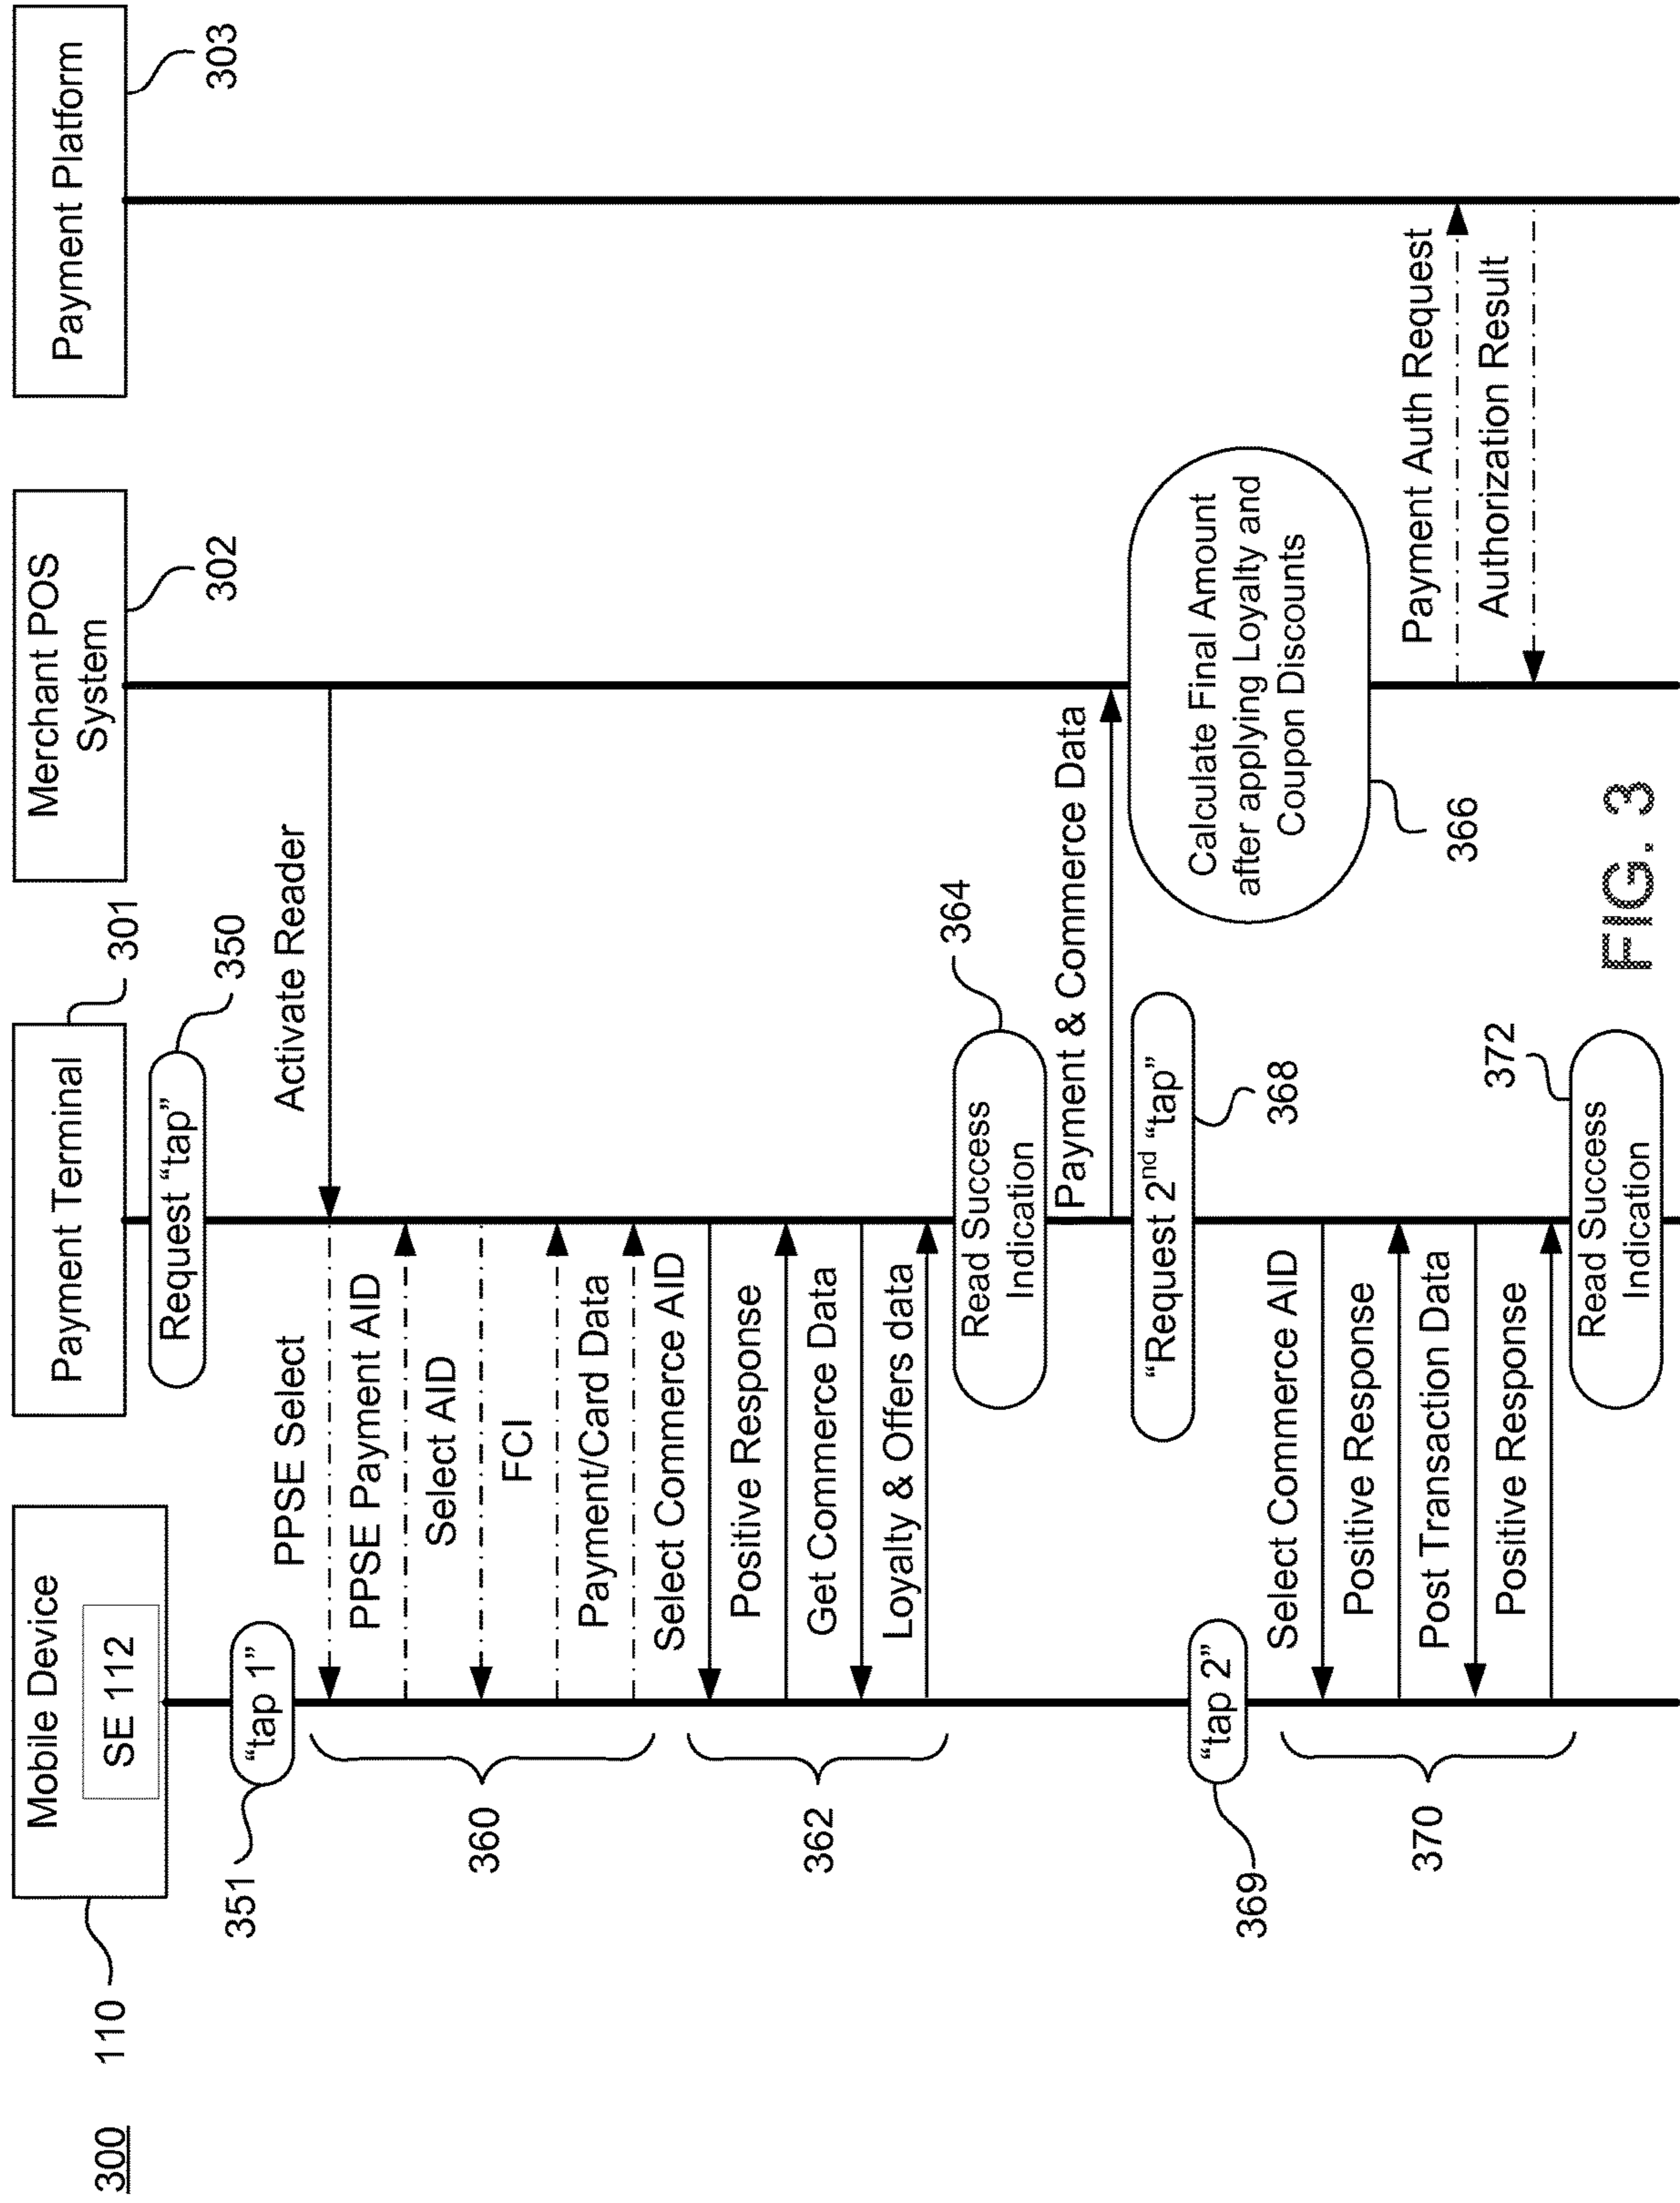 300
110
Mobile Device
SE 112
Payment Terminal
301
Merchant POS
System
302
Payment Platform
303
Request “tap”
350
“tap 1”
351
Activate Reader
PPSE Select
PPSE Payment AID
Select AID
FCI
Payment/Card Data
360
Select Commerce AID
Positive Response
Get Commerce Data
Loyalty & Offers data
362
Read Success
Indication
364
Payment & Commerce Data
Calculate Final Amount
after applying Loyalty and
Coupon Discounts
366
“Request 2nd “tap”
368
“tap 2”
369
Select Commerce AID
Positive Response
Post Transaction Data
Positive Response
370
Payment Auth Request
Authorization Result
Read Success
Indication
372
FIG. 3